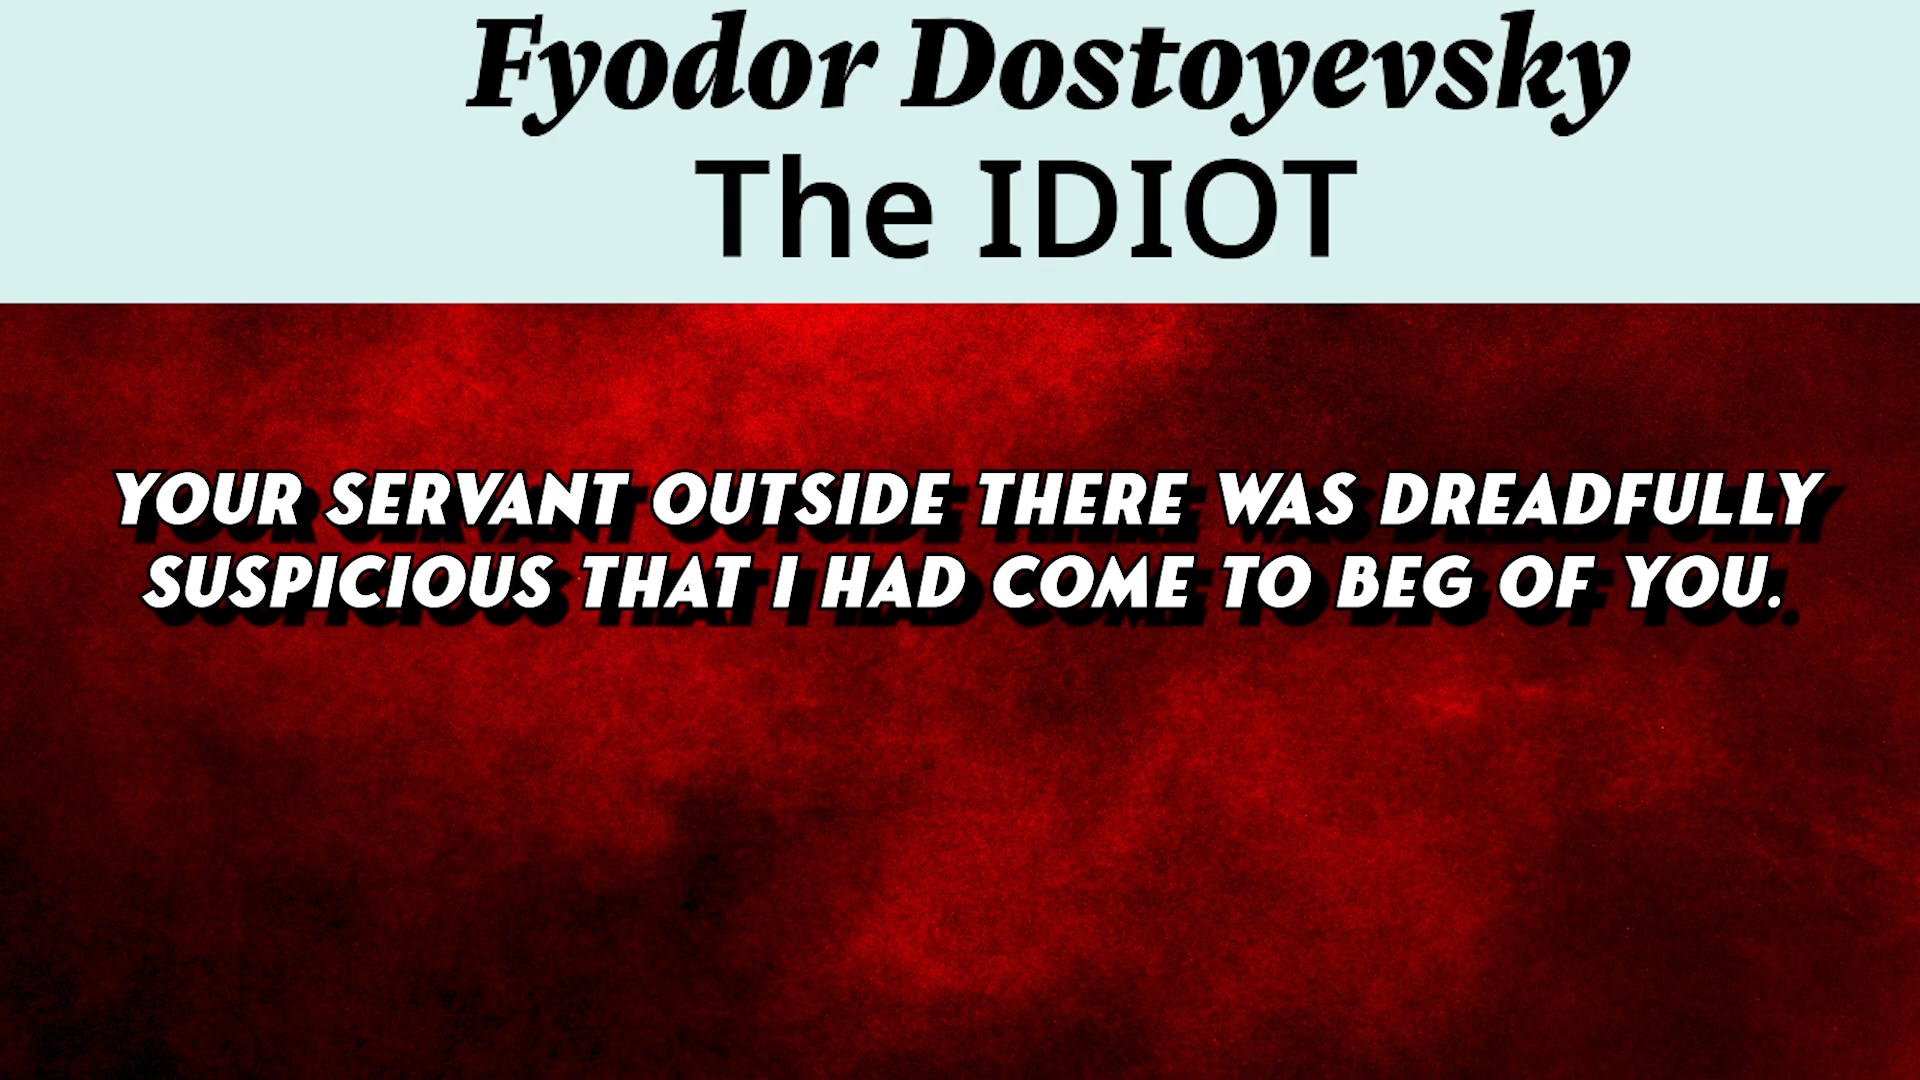 Fyodor Dostoyevsky
The IDIOT
YOUR SERVANT OUTSIDE THERE WAS DREADFULLY
SUSPICIOUS THAT I HAD COME TO BEG OF YOU.